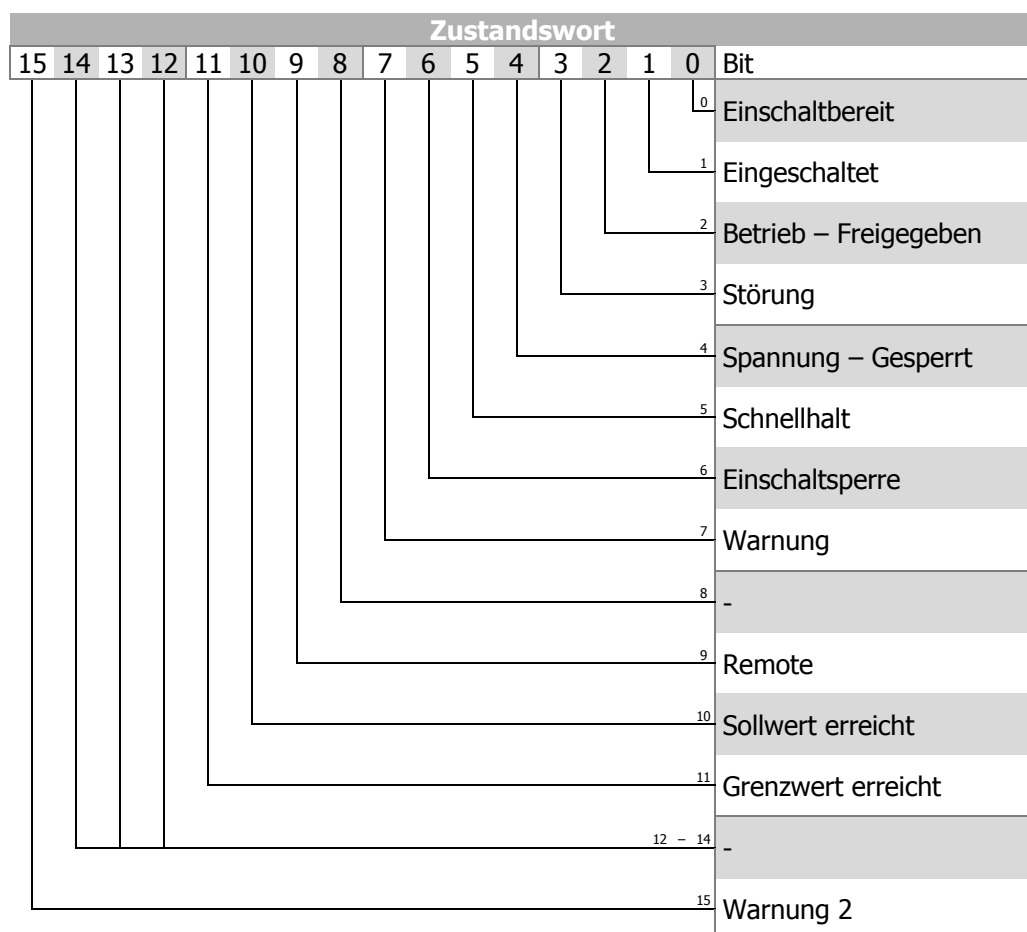 Zustandswort
15 14 13 12 11 10 9 8 7 6 5 4 3 2 1 0 Bit
0 Einschaltbereit
1 Eingeschaltet
2 Betrieb – Freigegeben
3 Störung
4 Spannung – Gesperrt
5 Schnellhalt
6 Einschaltsperre
7 Warnung
8 -
9 Remote
10 Sollwert erreicht
11 Grenzwert erreicht
12 – 14 -
15 Warnung 2